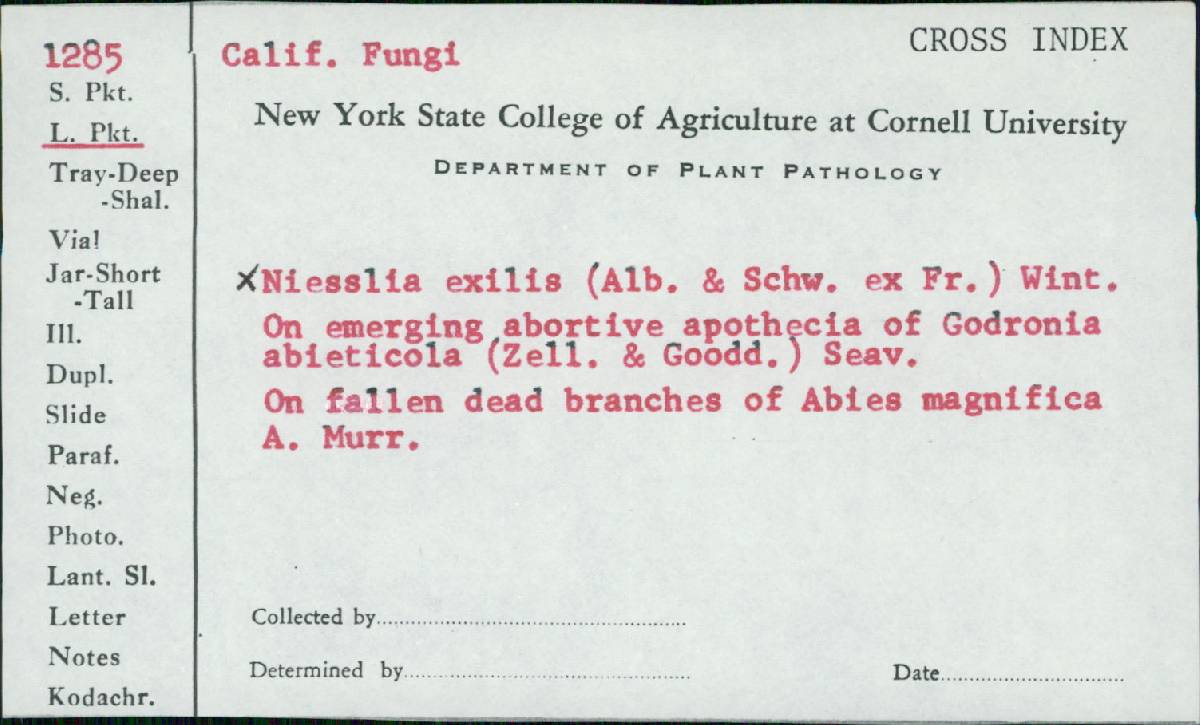 1285
S. Pkt.
L. Pkt.
Tray-Deep
-Shal.
Vial
Jar-Short
-Tall
Ill.
Dupl.
Slide
Paraf.
Neg.
Photo.
Lant. Sl.
Letter
Notes
Kodachr.
Calif. Fungi
CROSS INDEX
New York State College of Agriculture at Cornell University
DEPARTMENT OF PLANT PATHOLOGY
XNiesslia exilis (Alb. & Schw. ex Fr.) Wint.
On emerging abortive apothecia of Godronia
abieticola (Zell. & Goodd.) Seav.
On fallen dead branches of Abies magnifica
A. Murr.
Collected by
Determined by
Date